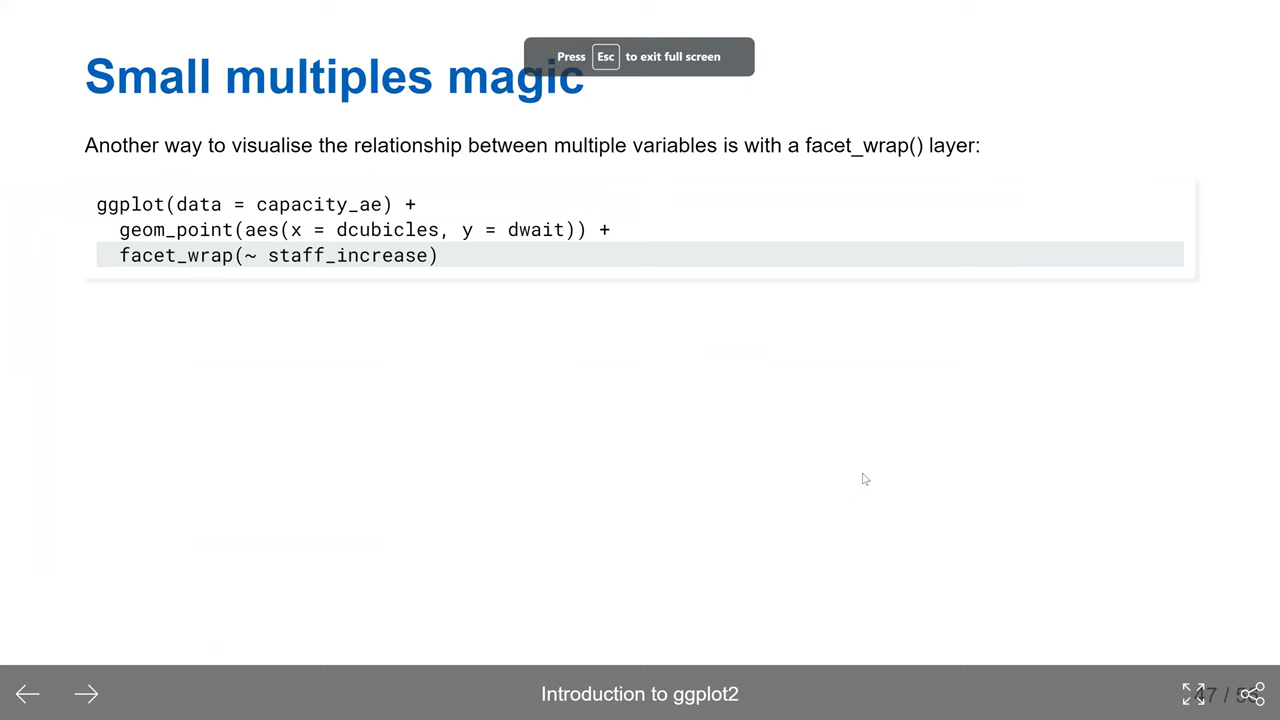 Press Esc to exit full screen
Small multiples magic
Another way to visualise the relationship between multiple variables is with a facet_wrap() layer:
ggplot(data = capacity_ae) +
geom_point(aes(x = dcubicles, y = dwait)) +
facet_wrap(~ staff_increase)
Introduction to ggplot2
47 /